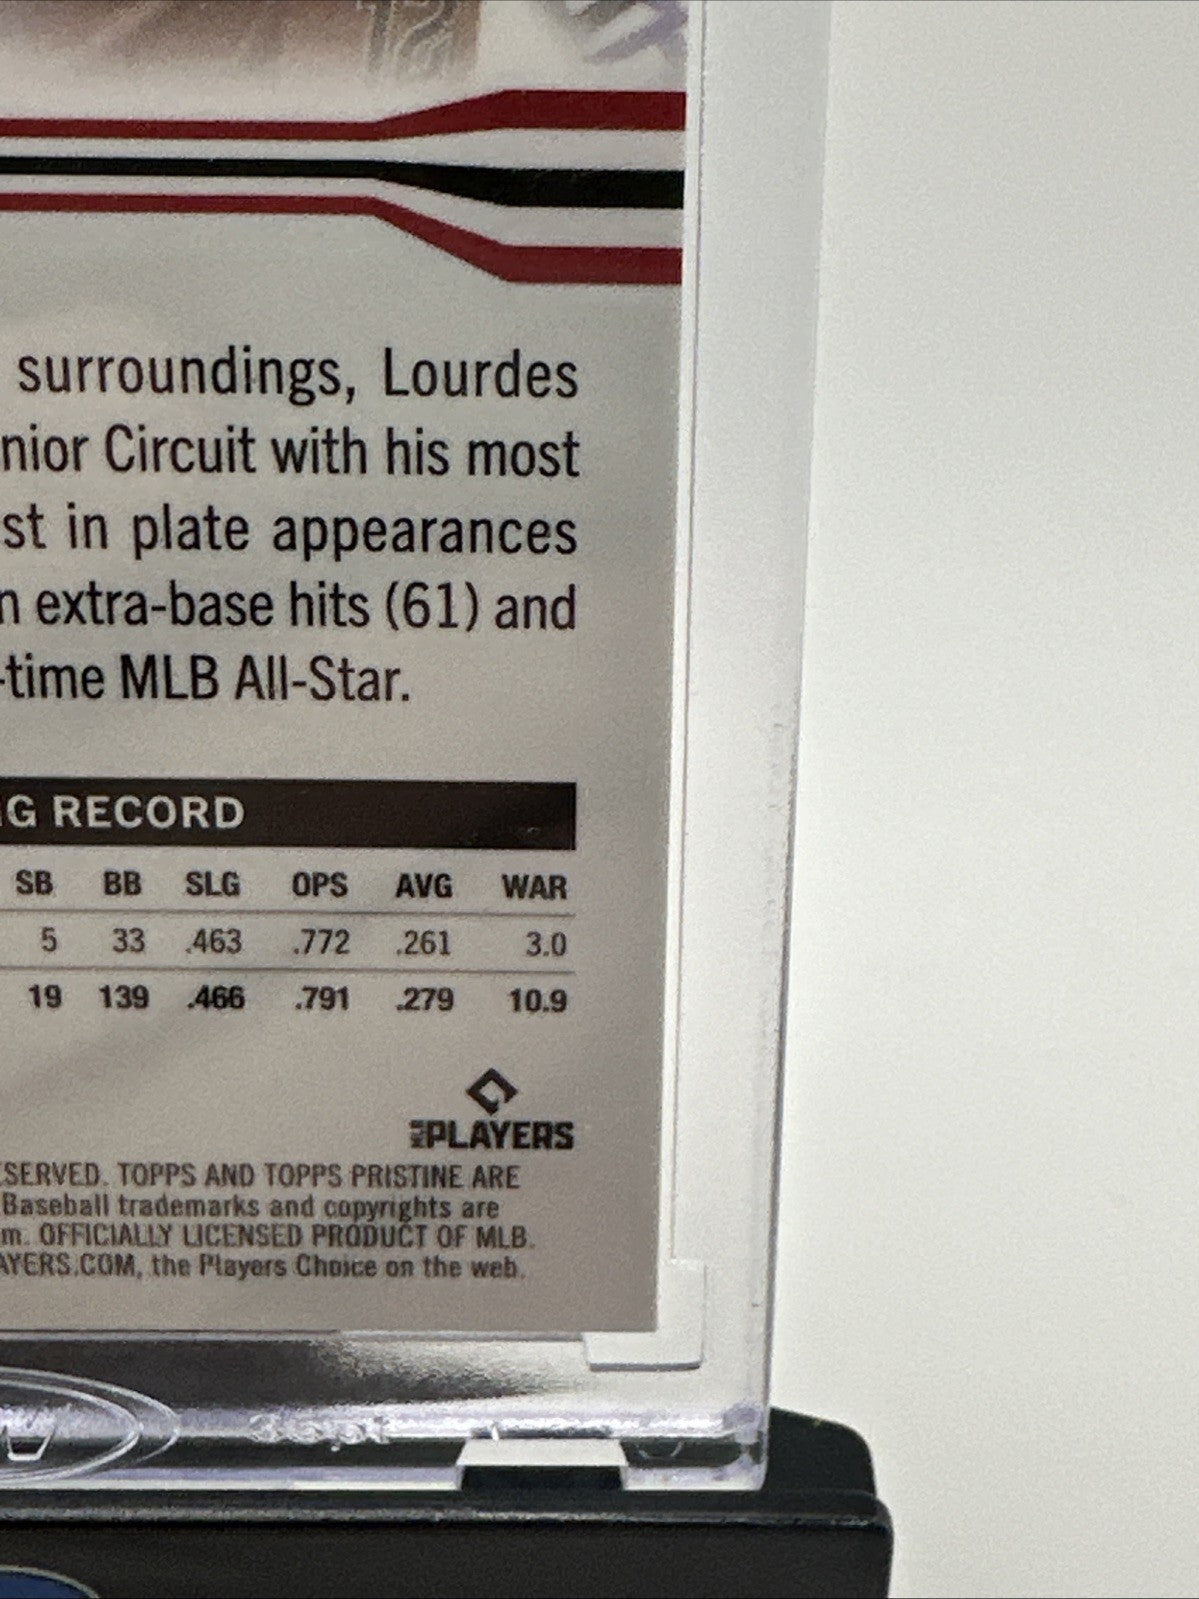 surroundings, Lourdes
nior Circuit with his most
st in plate appearances
n extra-base hits (61) and
-time MLB All-Star.
G RECORD
SB BB SLG OPS AVG WAR
5 33 .463 .772 .261 3.0
19 139 .466 .791 .279 10.9
PLAYERS
SERVED. TOPPS AND TOPPS PRISTINE ARE
Baseball trademarks and copyrights are
m. OFFICIALLY LICENSED PRODUCT OF MLB.
AYERS.COM, the Players Choice on the web.